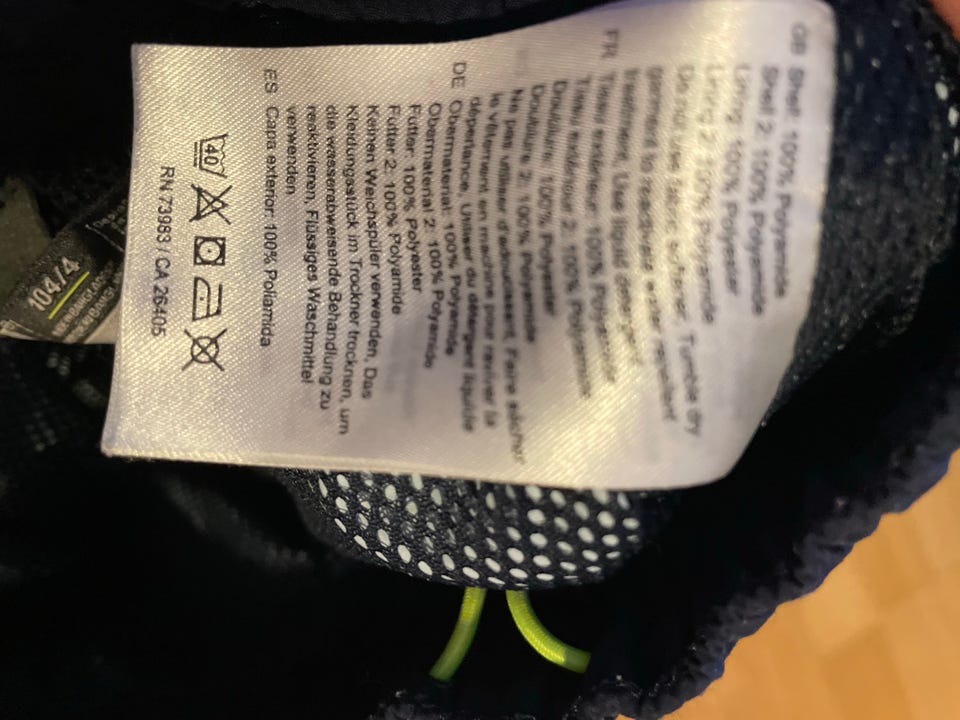 GB Shell: 100% Polyamide
Shell 2: 100% Polyamide
Lining: 100% Polyester
Lining 2: 100% Polyamide
Do not use fabric softener, Tumble dry
garment to reactivate water repellent
treatment, Use liquid detergent
FR Tissu extérieur: 100% Polyamide
Tissu extérieur 2: 100% Polyamide
Doublure: 100% Polyester
Doublure 2: 100% Polyamide
Ne pas utiliser d'adoucissant, Faire sécher
le vêtement en machine pour raviver la
déperlance, Utiliser du détergent liquide
DE Obermaterial: 100% Polyamide
Obermaterial 2: 100% Polyamide
Futter: 100% Polyester
Futter 2: 100% Polyamide
Keinen Weichspüler verwenden, Das
Kleidungsstück im Trockner trocknen, um
die wasserabweisende Behandlung zu
reaktivieren, Flüssiges Waschmittel
verwenden
ES Capa exterior: 100% Poliamida
40
RN 73983 / CA 26405
104/4